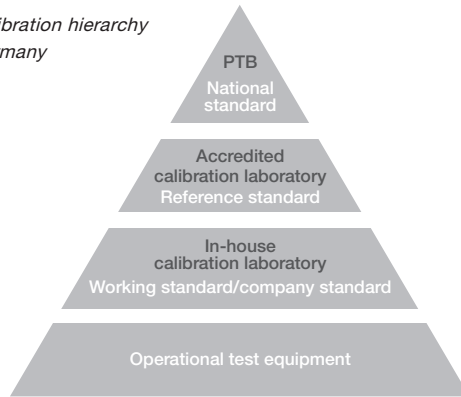 hierarchy
PTB
National
standard
Accredited
calibration laboratory
Reference standard
In-house
calibration laboratory
Working standard/company standard
Operational test equipment